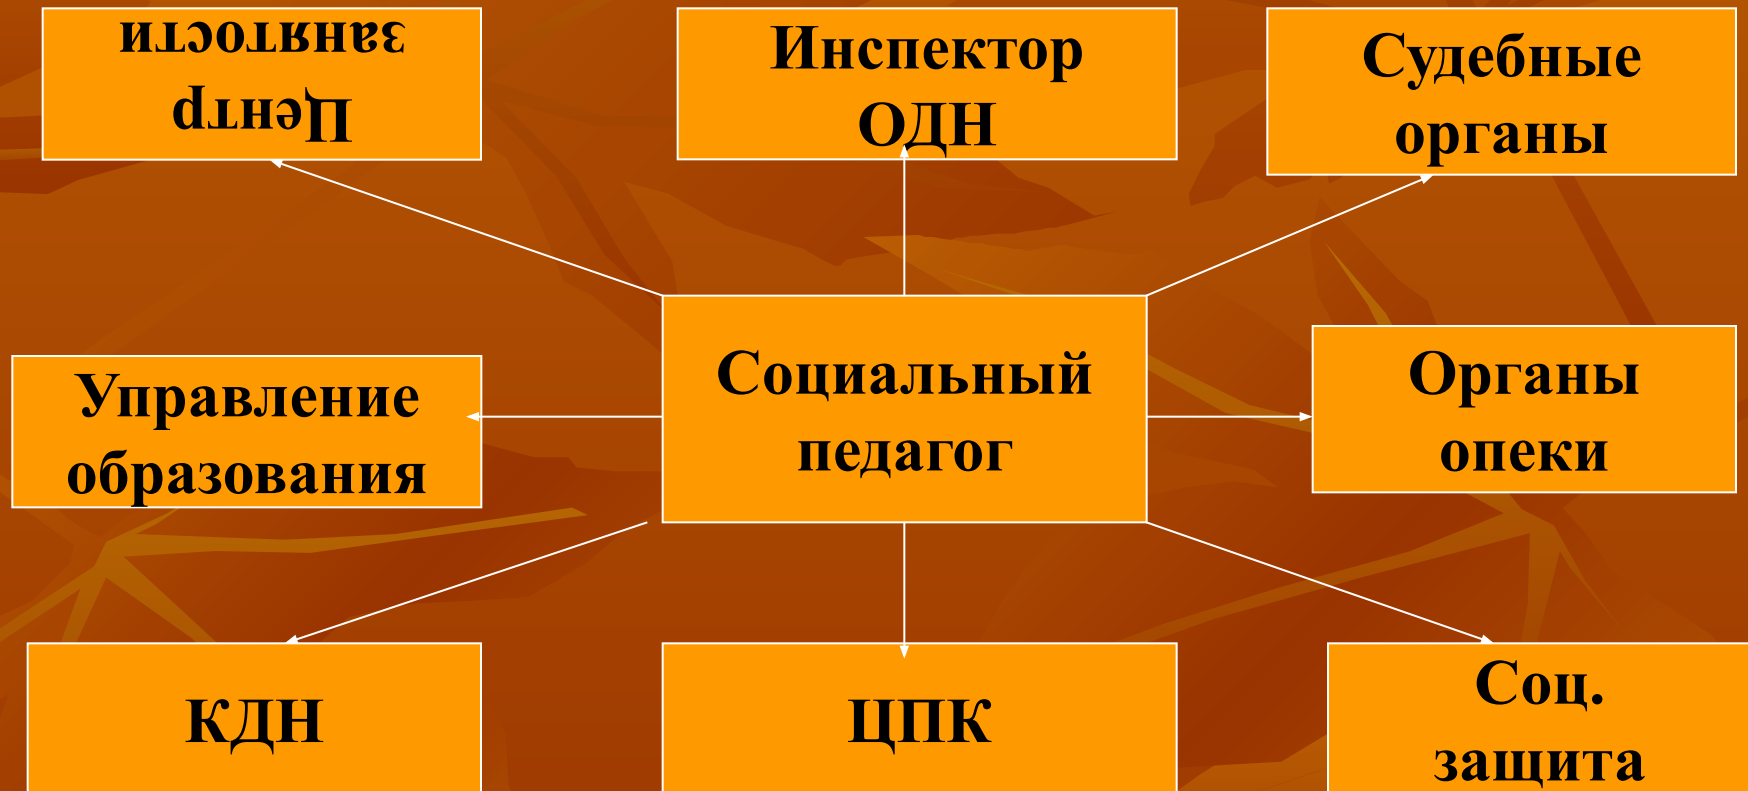 Центр
занятости
Инспектор
ОДН
Судебные
органы
Управление
образования
Социальный
педагог
Органы
опеки
КДН
ЦПК
Соц.
защита